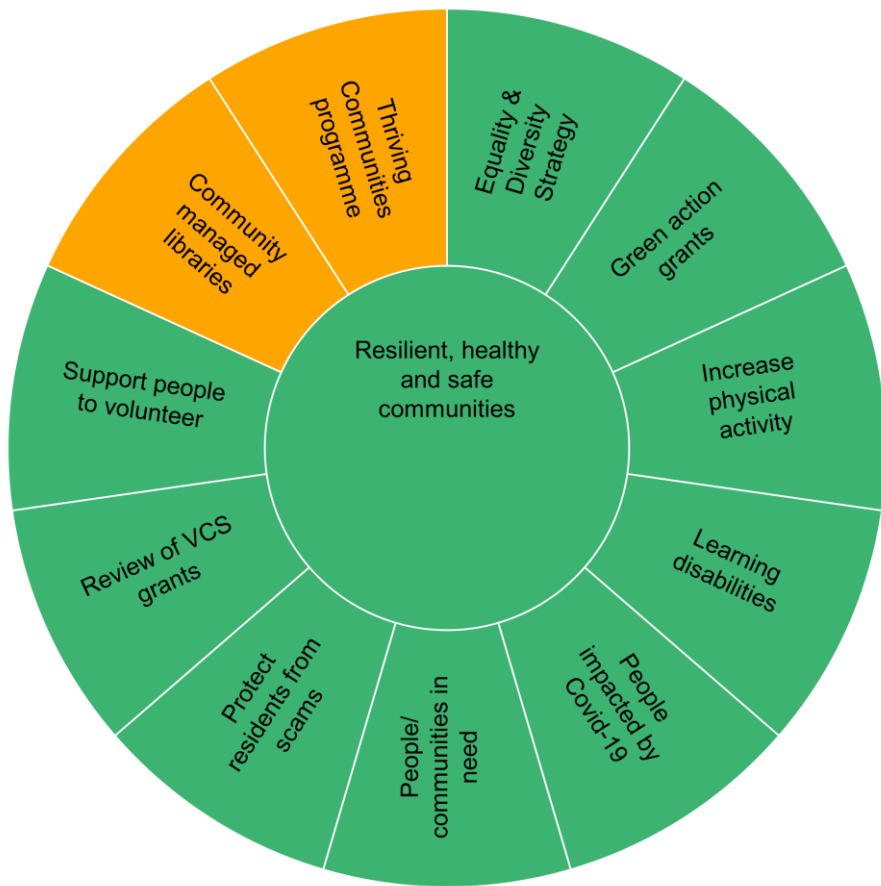 Resilient, healthy
and safe
communities
Equality &
Diversity
Strategy
Green action
grants
Increase
physical
activity
Learning
disabilities
People
impacted by
Covid-19
People/
communities in
need
Protect
residents from
scams
Review of VCS
grants
Support people
to volunteer
Community
managed
libraries
Thriving
Communities
programme